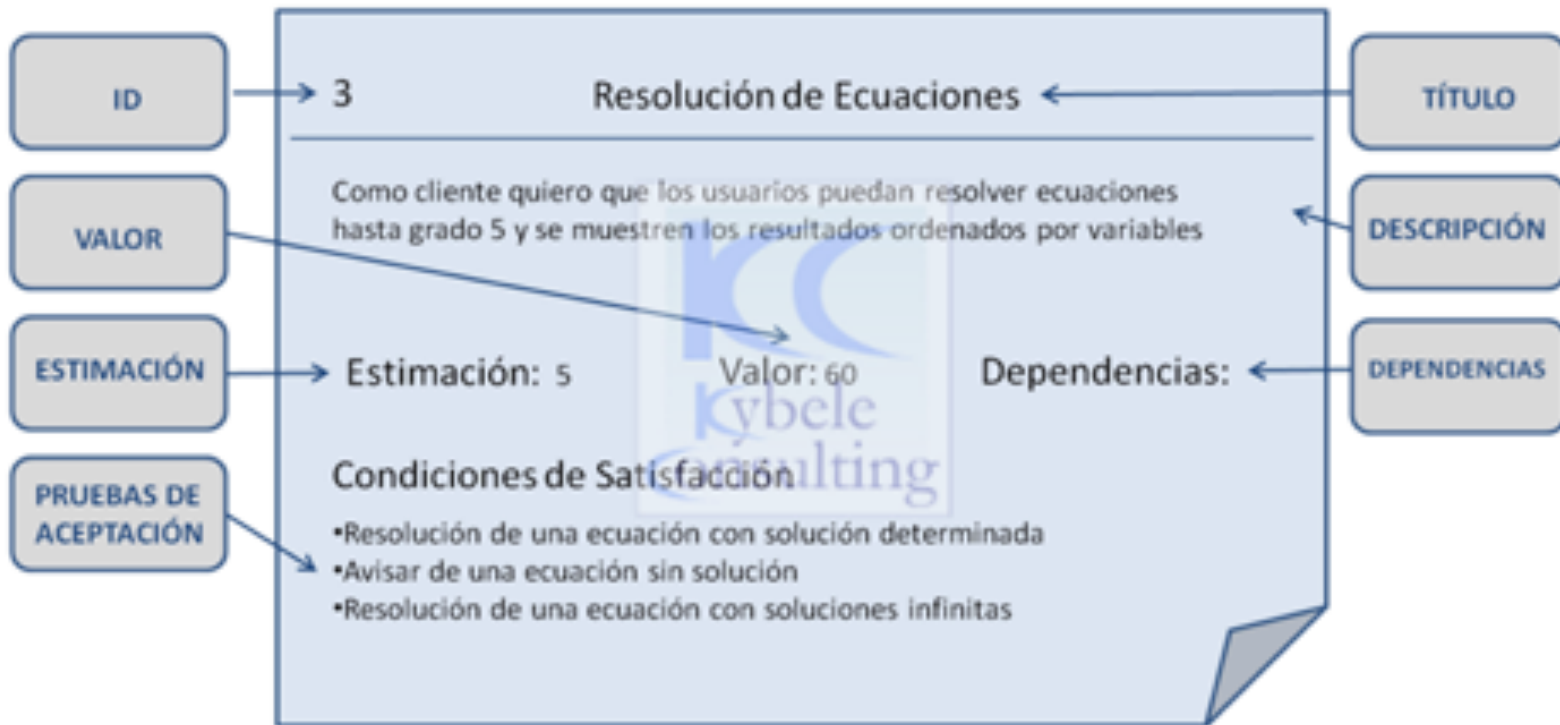 ID
3
Resolución de Ecuaciones
TÍTULO
VALOR
Como cliente quiero que los usuarios puedan resolver ecuaciones
hasta grado 5 y se muestren los resultados ordenados por variables
DESCRIPCIÓN
ESTIMACIÓN
Estimación: 5
Valor: 60
Dependencias:
DEPENDENCIAS
KC
Kybele
Consulting
PRUEBAS DE
ACEPTACIÓN
Condiciones de Satisfacción
•Resolución de una ecuación con solución determinada
•Avisar de una ecuación sin solución
•Resolución de una ecuación con soluciones infinitas